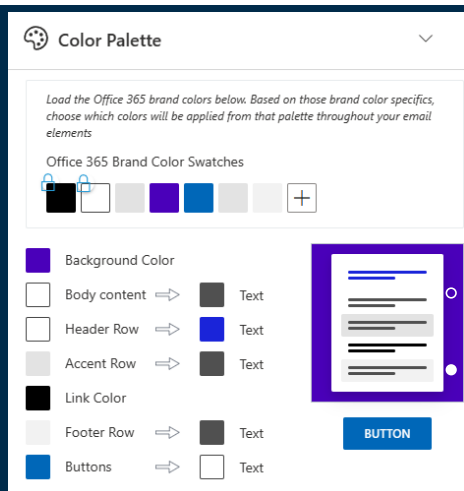 Color Palette
Load the Office 365 brand colors below. Based on those brand color specifics,
choose which colors will be applied from that palette throughout your email
elements
Office 365 Brand Color Swatches
Background Color
Body content Text
Header Row Text
Accent Row Text
Link Color
Footer Row Text
BUTTON
Buttons Text